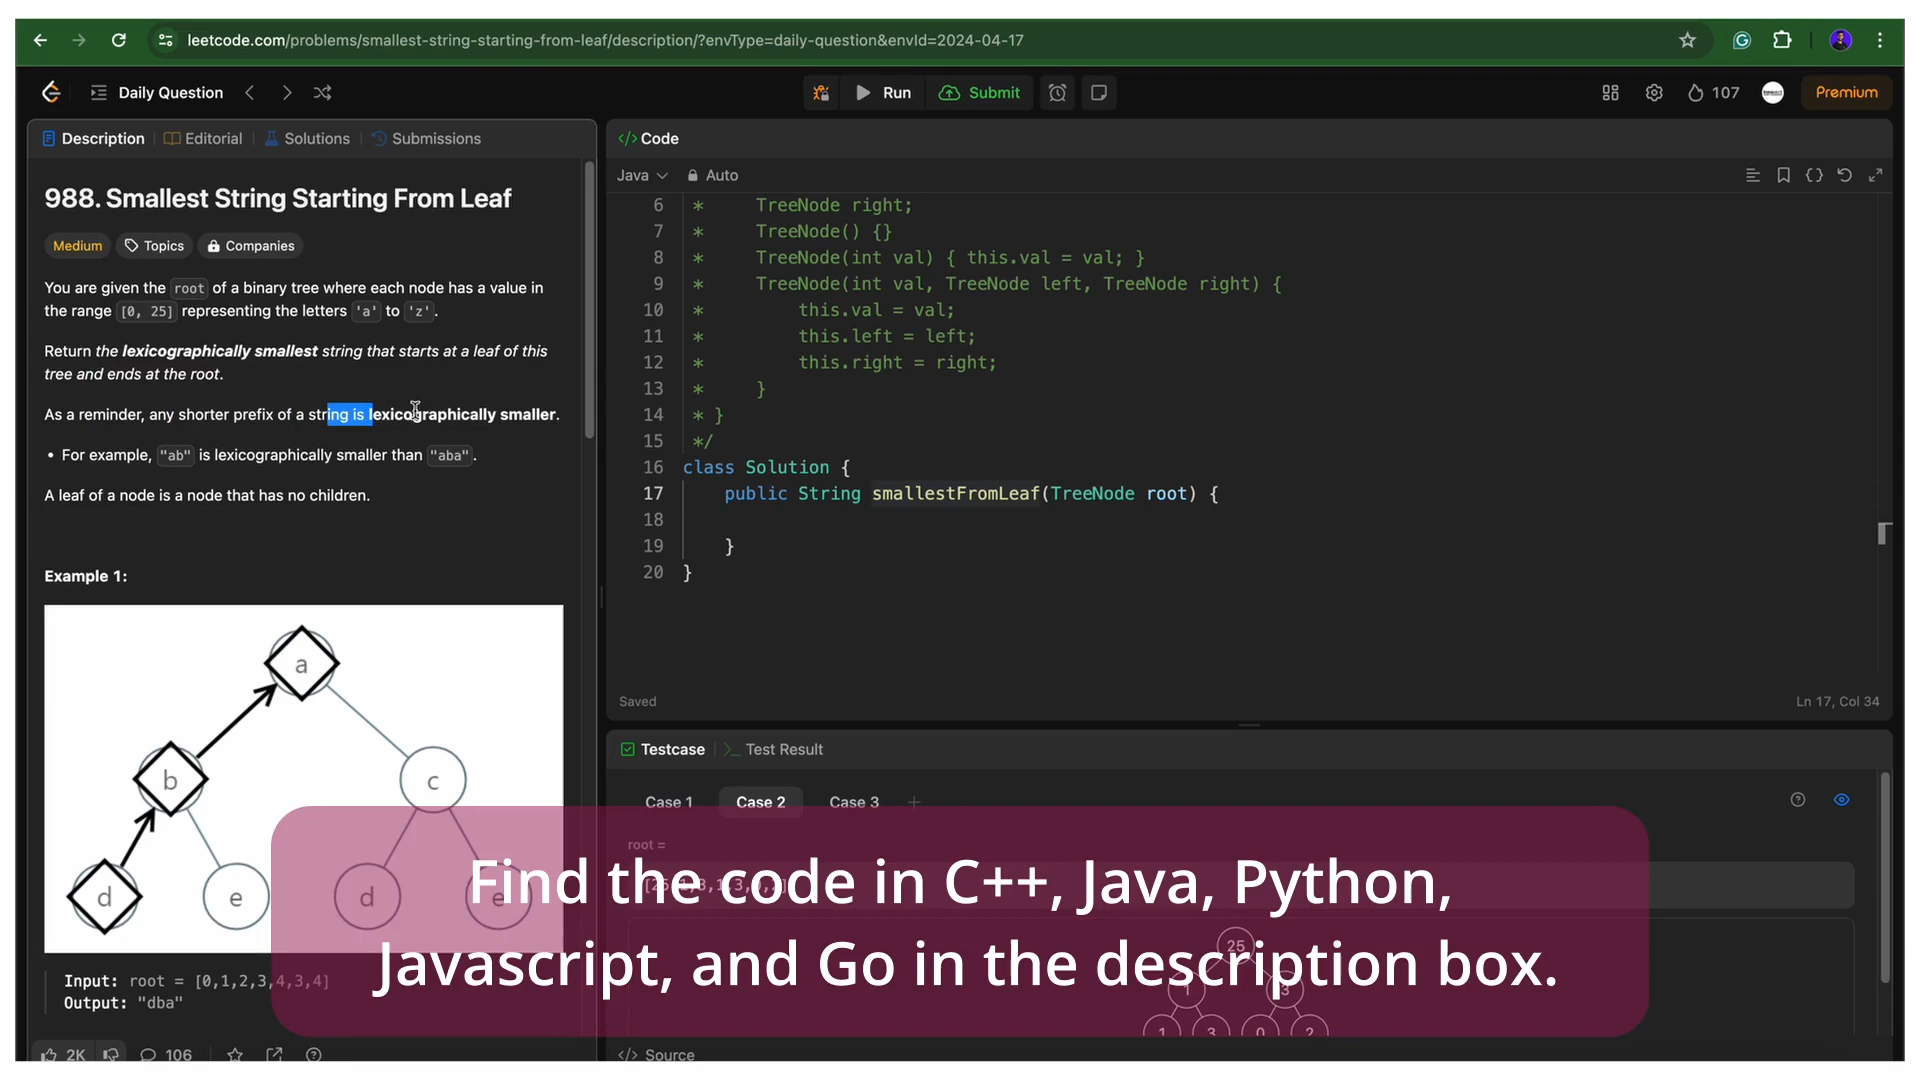 leetcode.com/problems/smallest-string-starting-from-leaf/description/?envType=daily-question&envId=2024-04-17
Daily Question
Run
Submit
107
Premium
Description
Editorial
Solutions
Submissions
988. Smallest String Starting From Leaf
Medium
Topics
Companies
You are given the root of a binary tree where each node has a value in
the range [0, 25] representing the letters 'a' to 'z'.
Return the lexicographically smallest string that starts at a leaf of this
tree and ends at the root.
As a reminder, any shorter prefix of a string is lexicographically smaller.
• For example, "ab" is lexicographically smaller than "aba".
A leaf of a node is a node that has no children.
Example 1:
a
b c
d e d e
Input: root = [0,1,2,3,4,3,4]
Output: "dba"
2K 106
</> Code
Java Auto
6 * TreeNode right;
7 * TreeNode() {}
8 * TreeNode(int val) { this.val = val; }
9 * TreeNode(int val, TreeNode left, TreeNode right) {
10 * this.val = val;
11 * this.left = left;
12 * this.right = right;
13 * }
14 * }
15 */
16 class Solution {
17 public String smallestFromLeaf(TreeNode root) {
18
19 }
20 }
Saved
Ln 17, Col 34
Testcase
>_ Test Result
Case 1 Case 2 Case 3 +
root =
25
1 3
1 3 0 2
</> Source
Find the code in C++, Java, Python,
Javascript, and Go in the description box.